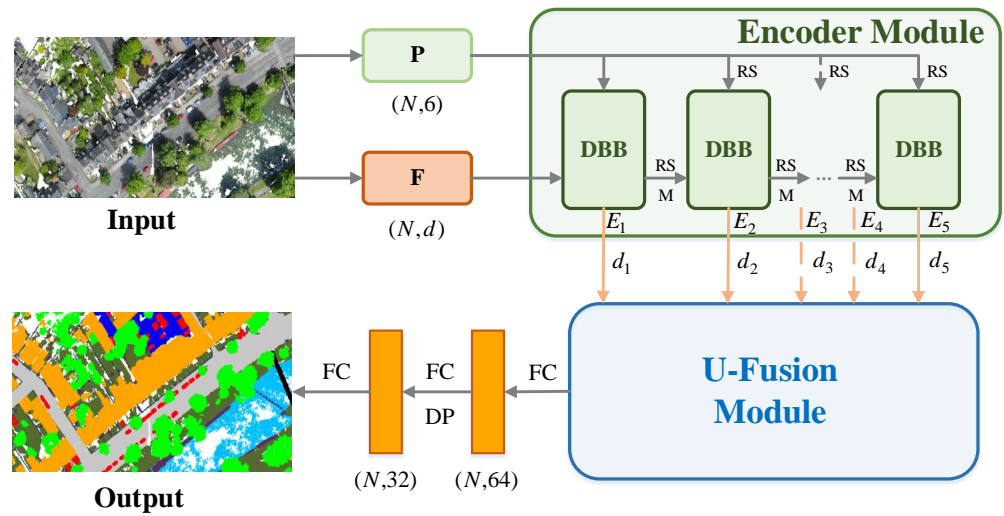 Encoder Module
P
(N,6)
RS
RS
RS
DBB
DBB
DBB
RS
M
RS
M
...
RS
M
F
(N,d)
Input
E1
E2
E3
E4
E5
d1
d2
d3
d4
d5
U-Fusion
Module
FC
FC
DP
FC
(N,32)
(N,64)
Output